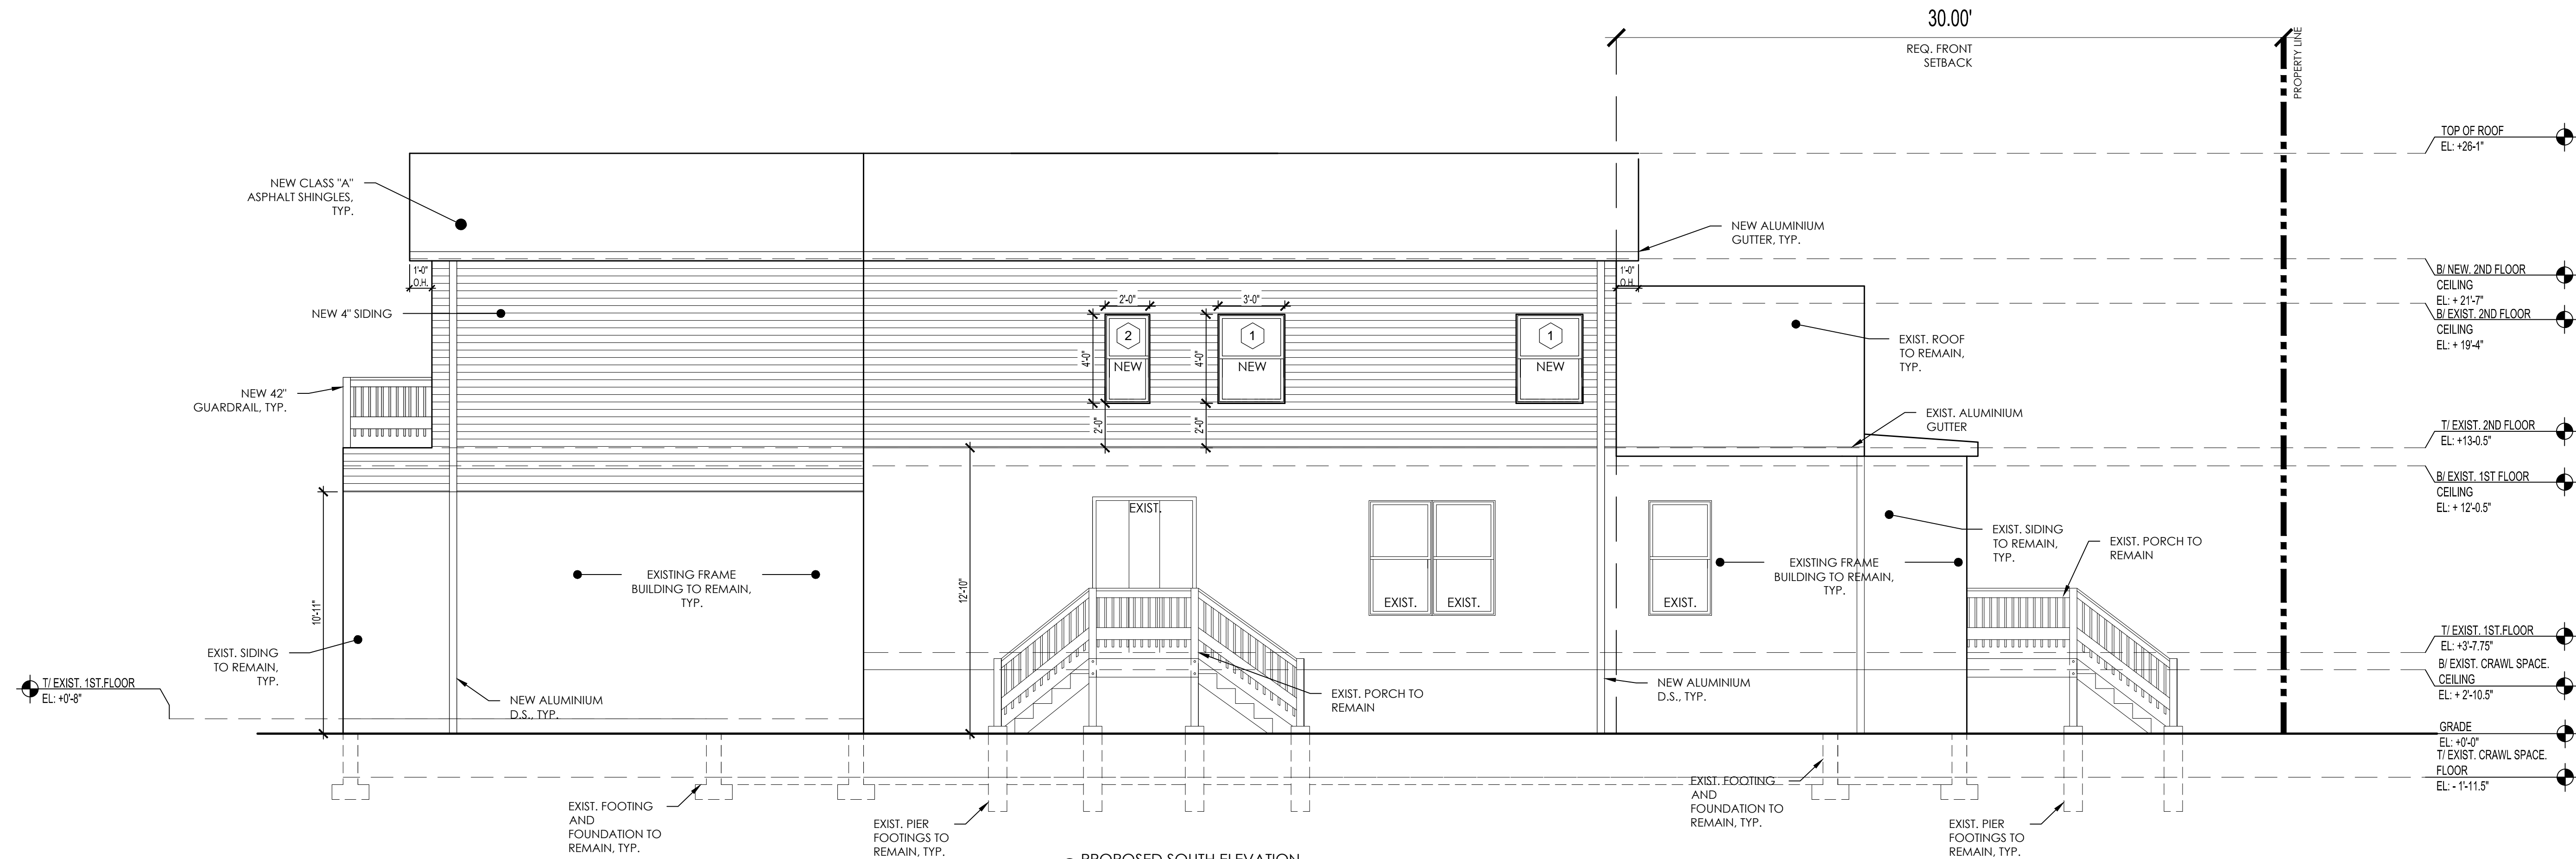 30.00'
REQ. FRONT
SETBACK
PROPERTY LINE
TOP OF ROOF
EL: +26-1"
NEW CLASS "A"
ASPHALT SHINGLES,
TYP.
NEW ALUMINIUM
GUTTER, TYP.
1'-0"
O.H.
1'-0"
O.H.
B/ NEW. 2ND FLOOR
CEILING
EL: + 21'-7"
B/ EXIST. 2ND FLOOR
CEILING
EL: + 19'-4"
NEW 4" SIDING
2'-0"
3'-0"
2
NEW
1
NEW
1
NEW
4'-0"
4'-0"
2'-0"
2'-0"
EXIST. ROOF
TO REMAIN,
TYP.
NEW 42"
GUARDRAIL, TYP.
EXIST. ALUMINIUM
GUTTER
T/ EXIST. 2ND FLOOR
EL: +13-0.5"
B/ EXIST. 1ST FLOOR
CEILING
EL: + 12'-0.5"
EXIST.
EXIST. SIDING
TO REMAIN,
TYP.
EXIST. PORCH TO
REMAIN
EXISTING FRAME
BUILDING TO REMAIN,
TYP.
EXISTING FRAME
BUILDING TO REMAIN,
TYP.
10'-11"
12'-10"
EXIST.
EXIST.
EXIST.
EXIST. SIDING
TO REMAIN,
TYP.
T/ EXIST. 1ST.FLOOR
EL: +3'-7.75"
B/ EXIST. CRAWL SPACE.
CEILING
EL: + 2'-10.5"
T/ EXIST. 1ST.FLOOR
EL: +0'-8"
NEW ALUMINIUM
D.S., TYP.
EXIST. PORCH TO
REMAIN
NEW ALUMINIUM
D.S., TYP.
GRADE
EL: +0'-0"
T/ EXIST. CRAWL SPACE.
FLOOR
EL: - 1'-11.5"
EXIST. FOOTING
AND
FOUNDATION TO
REMAIN, TYP.
EXIST. PIER
FOOTINGS TO
REMAIN, TYP.
EXIST. FOOTING
AND
FOUNDATION TO
REMAIN, TYP.
EXIST. PIER
FOOTINGS TO
REMAIN, TYP.
PROPOSED SOUTH ELEVATION